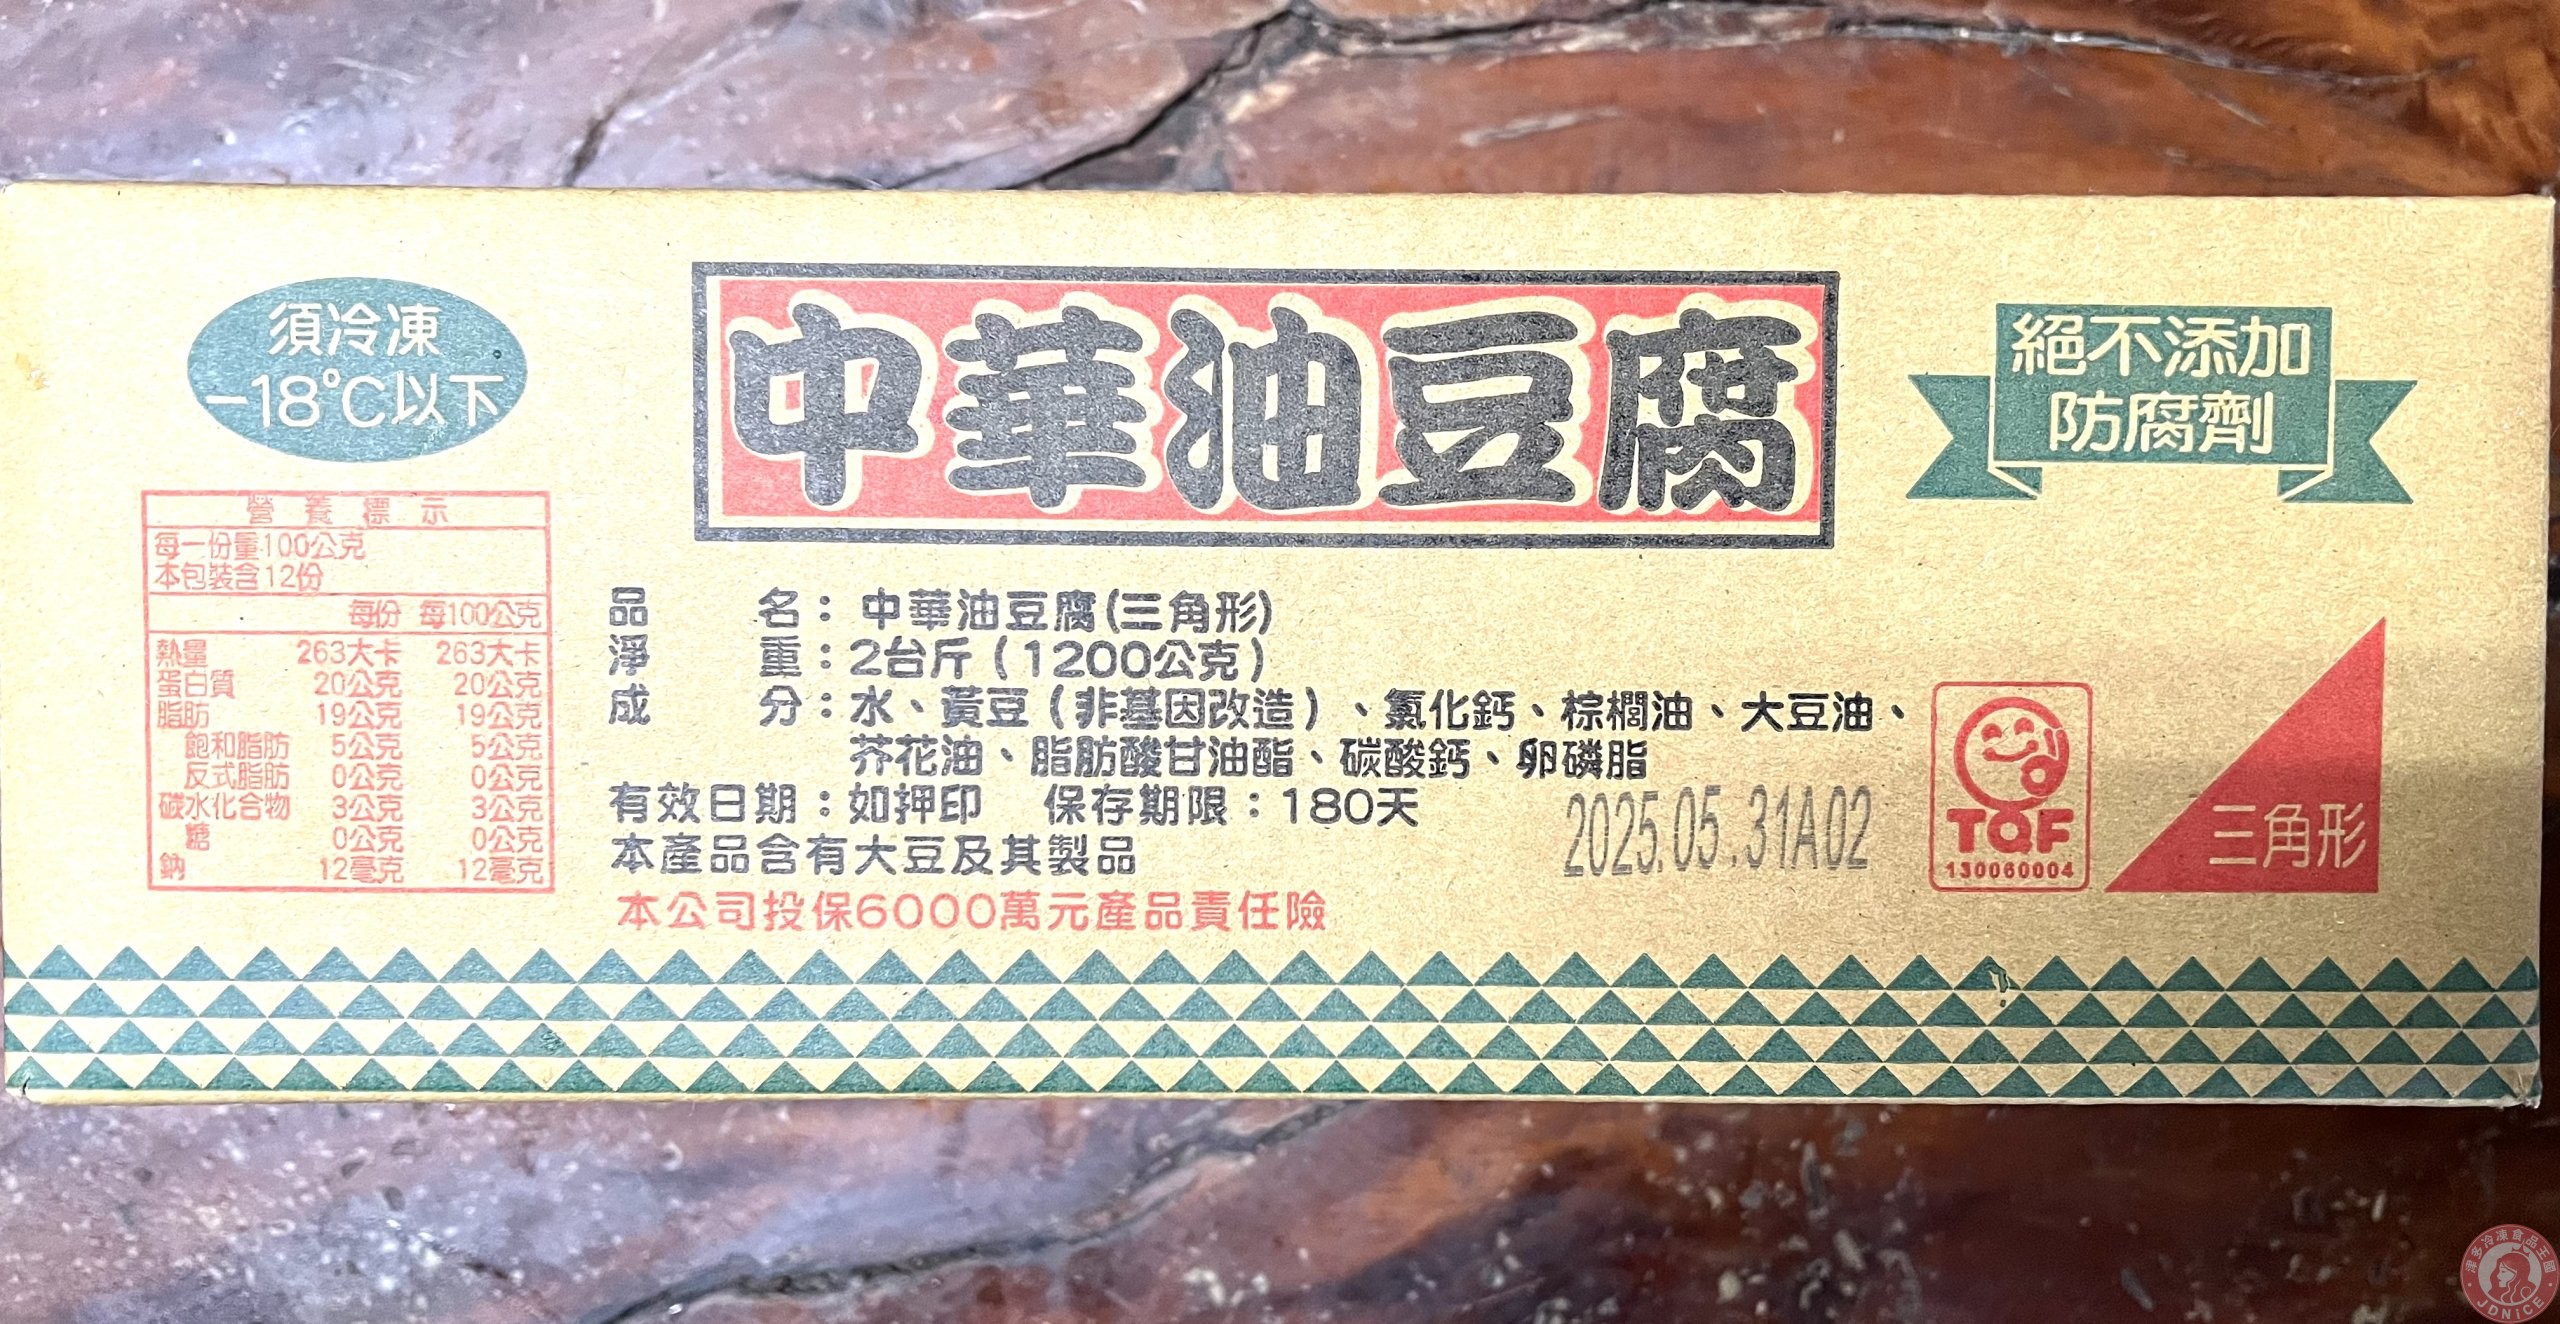 須冷凍
-18℃以下
中華油豆腐
絕不添加
防腐劑
營養標示
每一份量100公克
本包裝含12份
每份 每100公克
熱量 263大卡 263大卡
蛋白質 20公克 20公克
脂肪 19公克 19公克
飽和脂肪 5公克 5公克
反式脂肪 0公克 0公克
碳水化合物 3公克 3公克
糖 0公克 0公克
鈉 12毫克 12毫克
品名：中華油豆腐(三角形)
淨重：2台斤(1200公克)
成分：水、黃豆(非基因改造)、氯化鈣、棕櫚油、大豆油、
芥花油、脂肪酸甘油酯、碳酸鈣、卵磷脂
有效日期：如押印 保存期限：180天
本產品含有大豆及其製品
2025.05.31A02
本公司投保6000萬元產品責任險
TQF
130060004
三角形
津多冷凍食品王國
JDNiCE